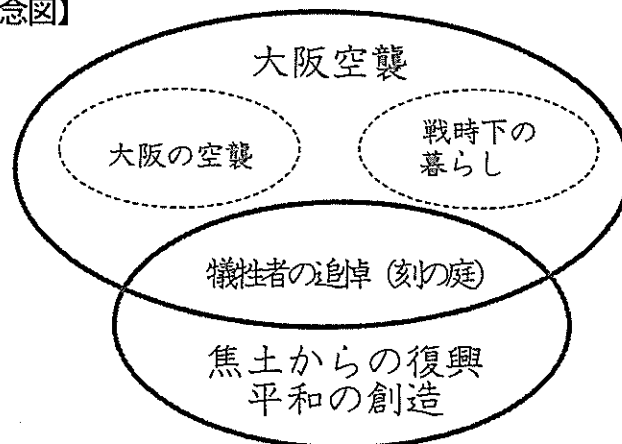 念図】
大阪空襲
大阪の空襲
戦時下の
暮らし
犠牲者の追悼（刻の庭）
焦土からの復興
平和の創造